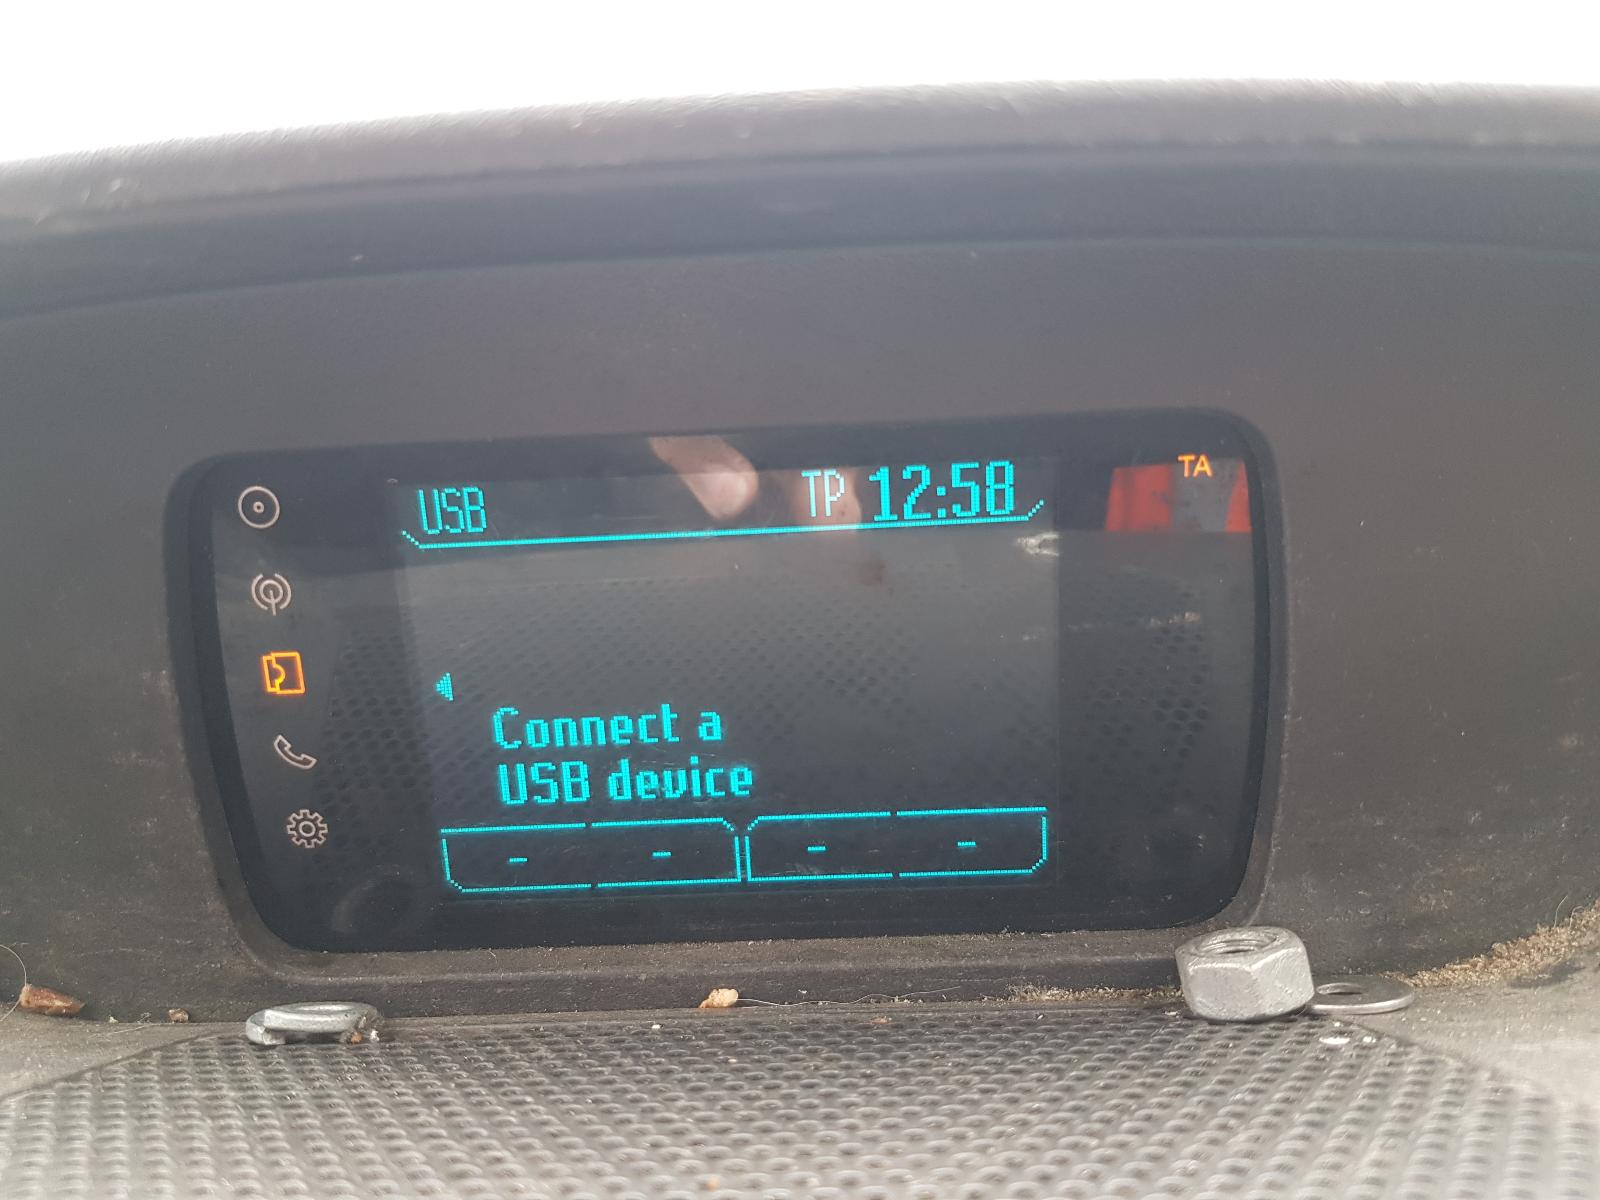 USB TP 12:58 TA
Connect a
USB device